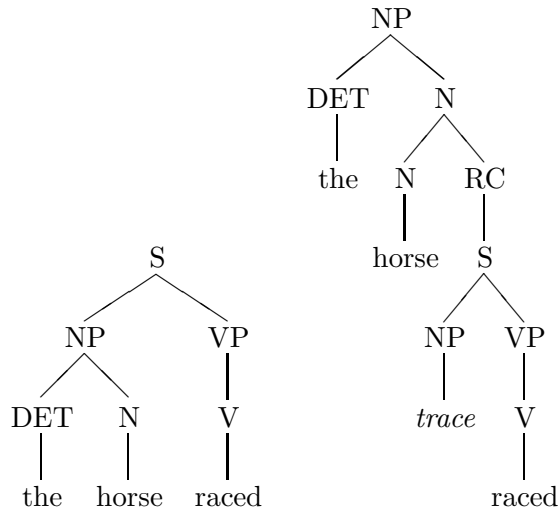 NP
DET N
the N RC
horse S
NP VP
trace V
raced
S
NP VP
DET N V
the horse raced